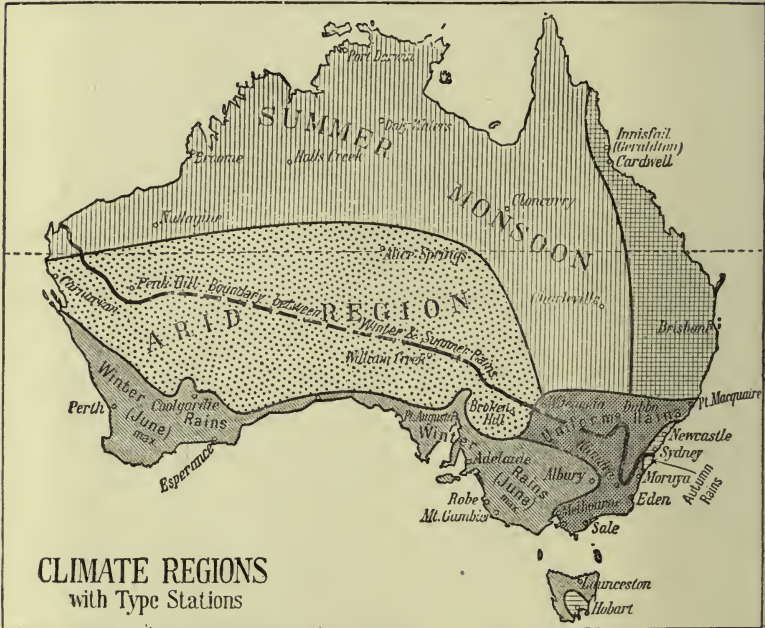 Port Darwin
SUMMER
Daly Waters
Innisfail
(Geraldton)
Cardwell
Broome
Halls Creek
MONSOON
Cloncurry
Nullagine
Alice Springs
Carnarvon
Peak Hill
Boundary between
Winter & Summer Rains
ARID REGION
Charleville
Brisbane
William Creek
Winter
(June)
max
Rains
Coolgardie
Perth
Esperance
Pt. Augusta
Winter
Broken
Hill
Dubbo
Uniform Rains
Pt. Macquaire
Newcastle
Sydney
Adelaide
Rains
(June)
max
Albury
Moruya
Autumn
Rains
Eden
Robe
Mt. Gambier
Melbourne
Sale
CLIMATE REGIONS
with Type Stations
Launceston
Hobart